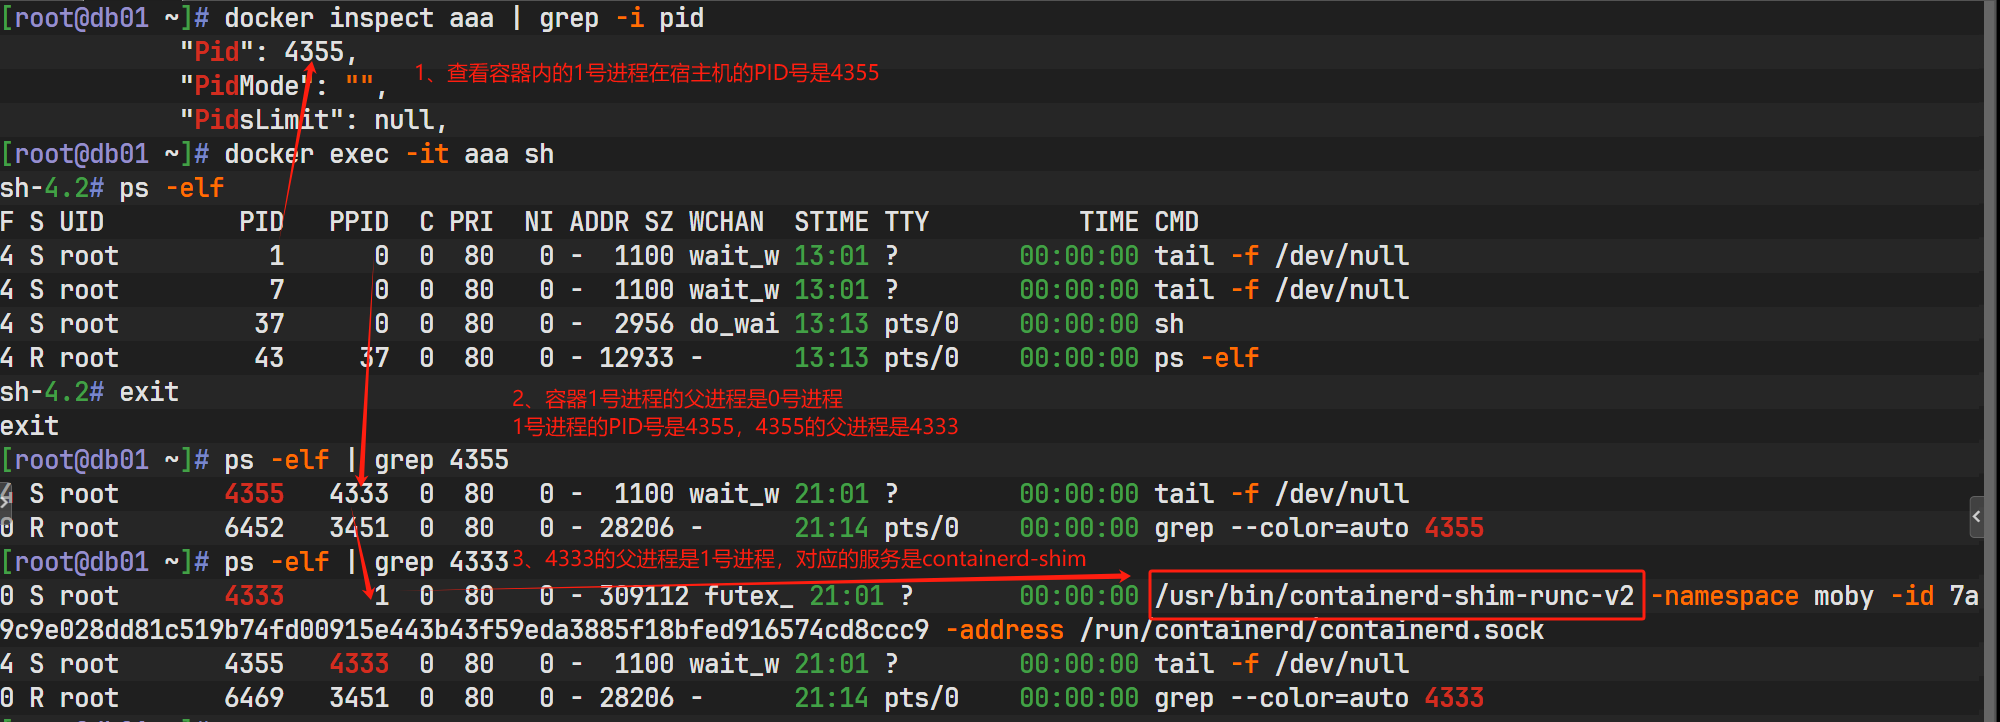 [root@db01 ~]# docker inspect aaa | grep -i pid
"Pid": 4355,
1、查看容器内的1号进程在宿主机的PID号是4355
"PidMode": "",
"PidsLimit": null,
[root@db01 ~]# docker exec -it aaa sh
sh-4.2# ps -elf
F S UID PID PPID C PRI NI ADDR SZ WCHAN STIME TTY TIME CMD
4 S root 1 0 0 80 0 - 1100 wait_w 13:01 ? 00:00:00 tail -f /dev/null
4 S root 7 0 0 80 0 - 1100 wait_w 13:01 ? 00:00:00 tail -f /dev/null
4 S root 37 0 0 80 0 - 2956 do_wai 13:13 pts/0 00:00:00 sh
4 R root 43 37 0 80 0 - 12933 - 13:13 pts/0 00:00:00 ps -elf
sh-4.2# exit
2、容器1号进程的父进程是0号进程
exit
1号进程的PID号是4355，4355的父进程是4333
[root@db01 ~]# ps -elf | grep 4355
4 S root 4355 4333 0 80 0 - 1100 wait_w 21:01 ? 00:00:00 tail -f /dev/null
0 R root 6452 3451 0 80 0 - 28206 - 21:14 pts/0 00:00:00 grep --color=auto 4355
[root@db01 ~]# ps -elf | grep 4333
3、4333的父进程是1号进程，对应的服务是containerd-shim
0 S root 4333 1 0 80 0 - 309112 futex_ 21:01 ? 00:00:00 /usr/bin/containerd-shim-runc-v2 -namespace moby -id 7a
9c9e028dd81c519b74fd00915e443b43f59eda3885f18bfed916574cd8ccc9 -address /run/containerd/containerd.sock
4 S root 4355 4333 0 80 0 - 1100 wait_w 21:01 ? 00:00:00 tail -f /dev/null
0 R root 6469 3451 0 80 0 - 28206 - 21:14 pts/0 00:00:00 grep --color=auto 4333